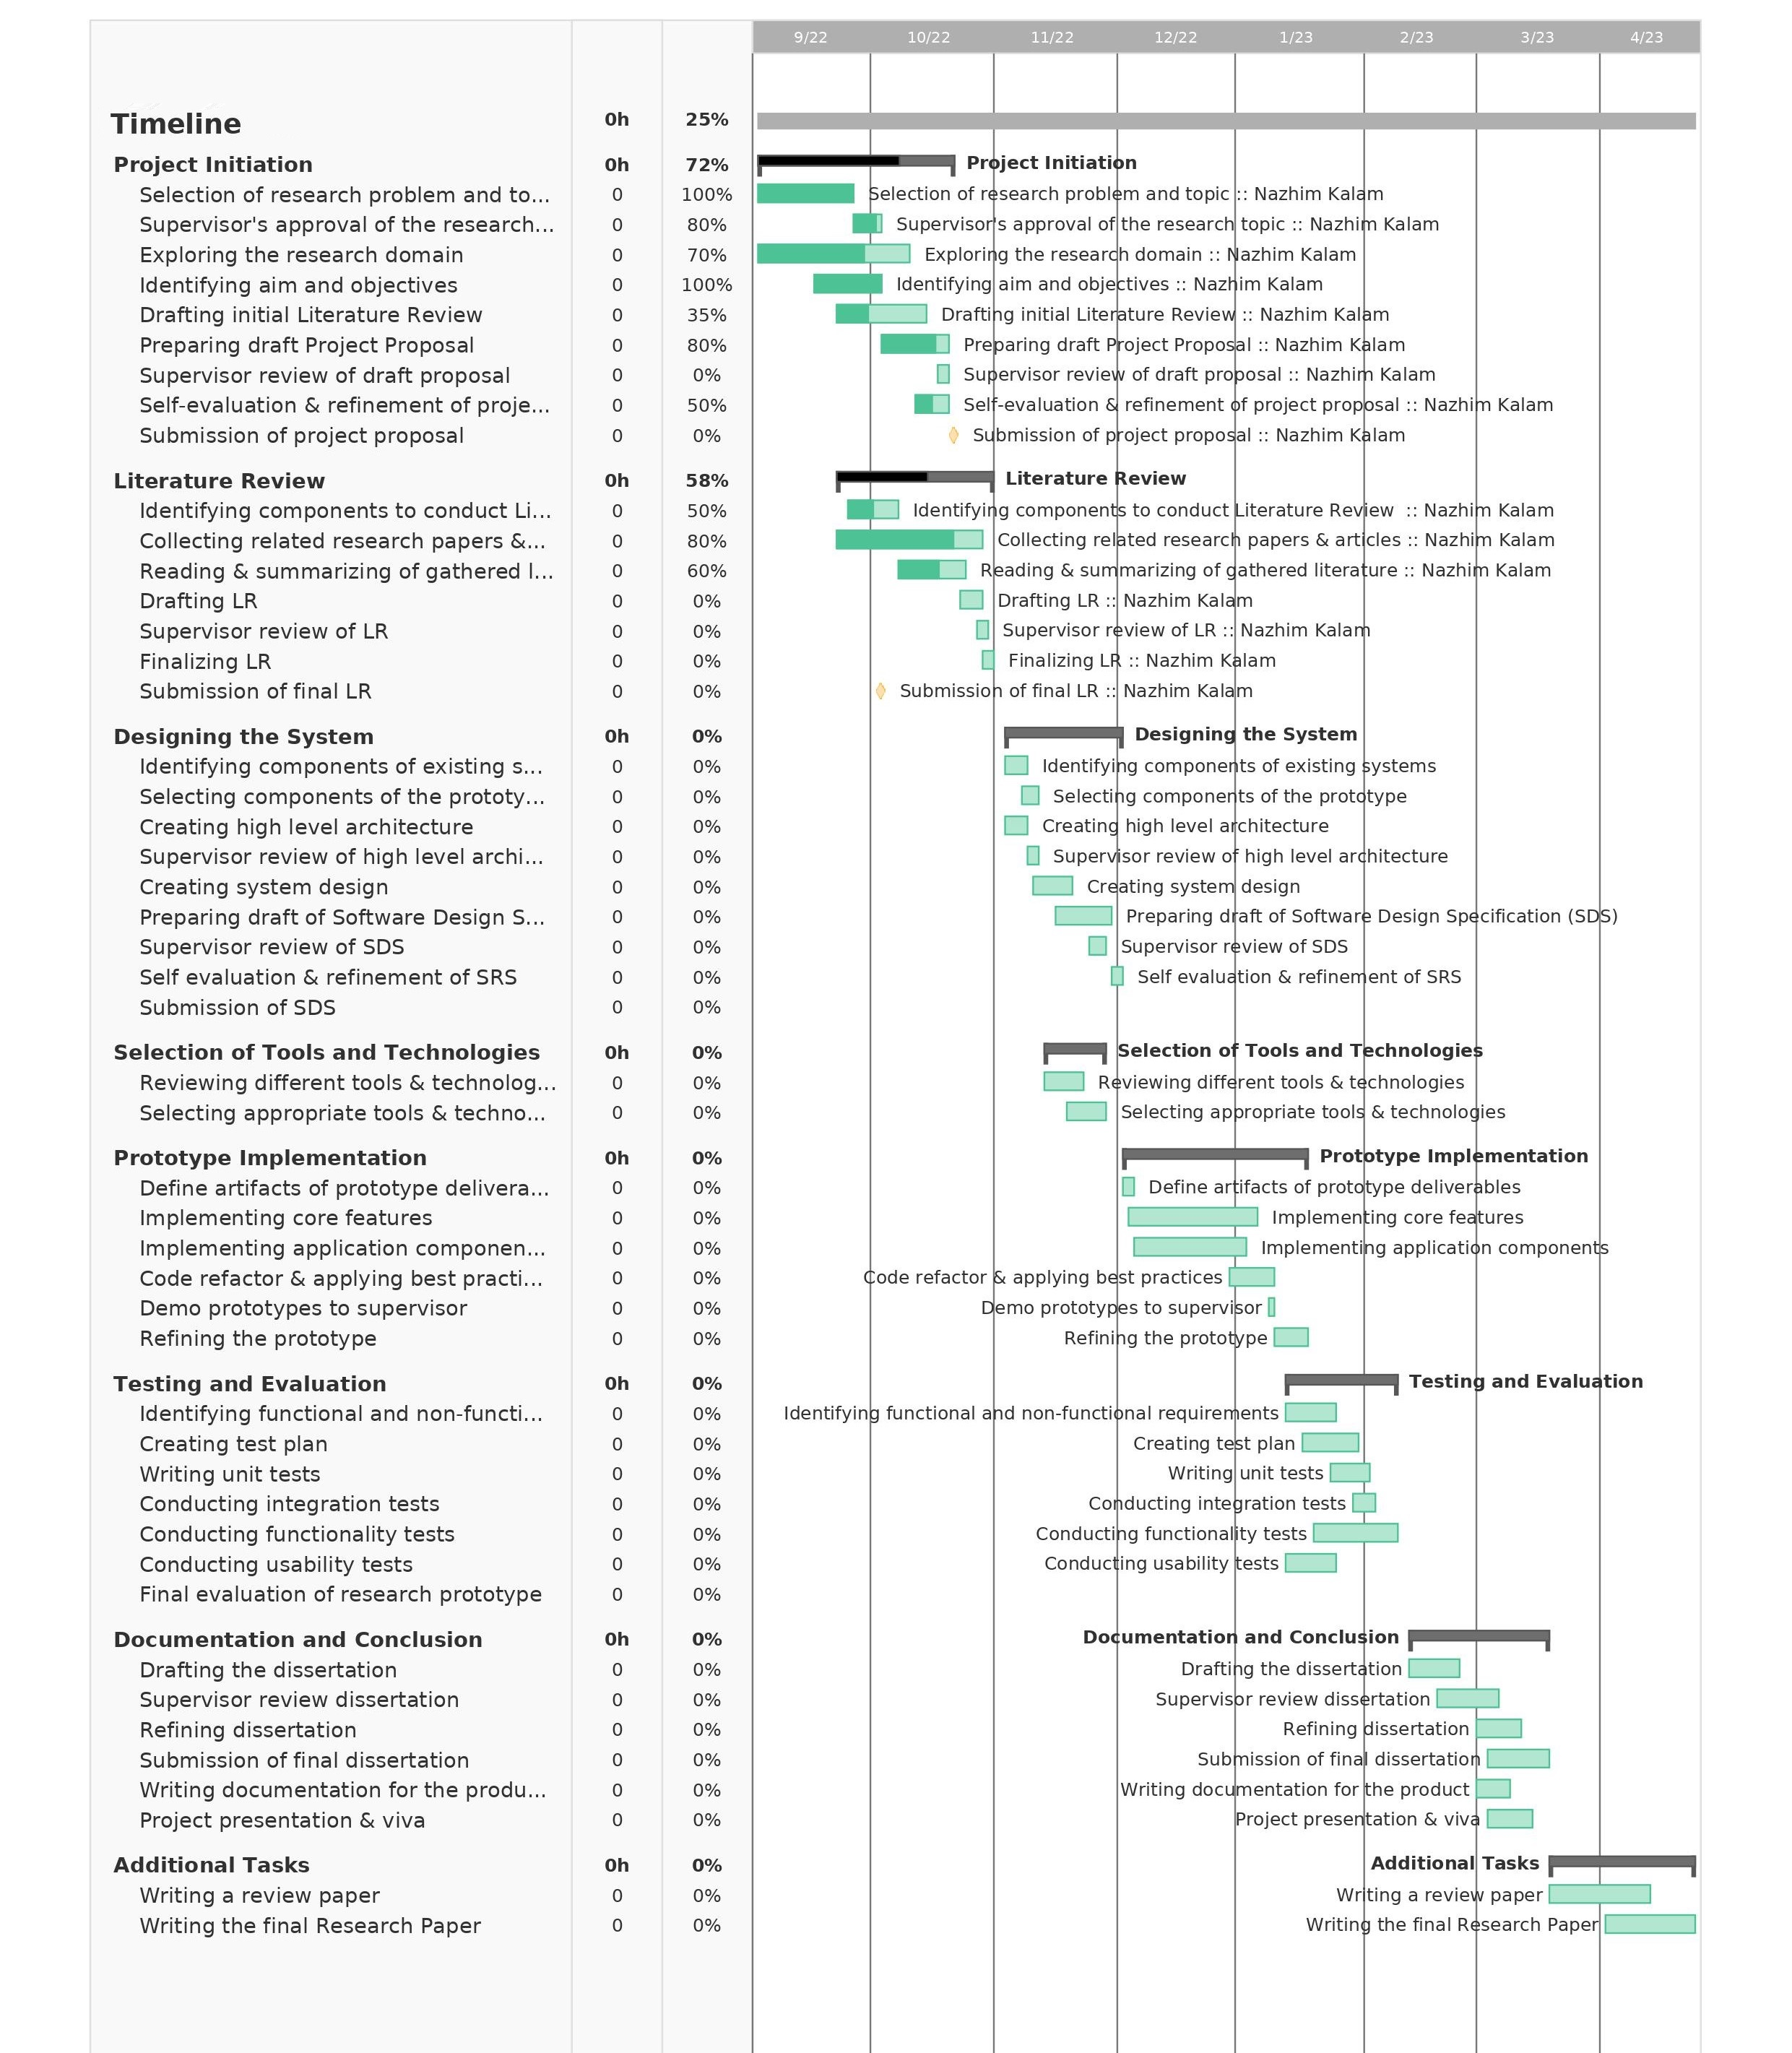 9/22 10/22 11/22 12/22 1/23 2/23 3/23 4/23
Timeline 0h 25%
Project Initiation 0h 72% Project Initiation
Selection of research problem and to... 0 100% Selection of research problem and topic :: Nazhim Kalam
Supervisor's approval of the research... 0 80% Supervisor's approval of the research topic :: Nazhim Kalam
Exploring the research domain 0 70% Exploring the research domain :: Nazhim Kalam
Identifying aim and objectives 0 100% Identifying aim and objectives :: Nazhim Kalam
Drafting initial Literature Review 0 35% Drafting initial Literature Review :: Nazhim Kalam
Preparing draft Project Proposal 0 80% Preparing draft Project Proposal :: Nazhim Kalam
Supervisor review of draft proposal 0 0% Supervisor review of draft proposal :: Nazhim Kalam
Self-evaluation & refinement of proje... 0 50% Self-evaluation & refinement of project proposal :: Nazhim Kalam
Submission of project proposal 0 0% Submission of project proposal :: Nazhim Kalam
Literature Review 0h 58% Literature Review
Identifying components to conduct Li... 0 50% Identifying components to conduct Literature Review :: Nazhim Kalam
Collecting related research papers &... 0 80% Collecting related research papers & articles :: Nazhim Kalam
Reading & summarizing of gathered l... 0 60% Reading & summarizing of gathered literature :: Nazhim Kalam
Drafting LR 0 0% Drafting LR :: Nazhim Kalam
Supervisor review of LR 0 0% Supervisor review of LR :: Nazhim Kalam
Finalizing LR 0 0% Finalizing LR :: Nazhim Kalam
Submission of final LR 0 0% Submission of final LR :: Nazhim Kalam
Designing the System 0h 0% Designing the System
Identifying components of existing s... 0 0% Identifying components of existing systems
Selecting components of the prototy... 0 0% Selecting components of the prototype
Creating high level architecture 0 0% Creating high level architecture
Supervisor review of high level archi... 0 0% Supervisor review of high level architecture
Creating system design 0 0% Creating system design
Preparing draft of Software Design S... 0 0% Preparing draft of Software Design Specification (SDS)
Supervisor review of SDS 0 0% Supervisor review of SDS
Self evaluation & refinement of SRS 0 0% Self evaluation & refinement of SRS
Submission of SDS 0 0%
Selection of Tools and Technologies 0h 0% Selection of Tools and Technologies
Reviewing different tools & technolog... 0 0% Reviewing different tools & technologies
Selecting appropriate tools & techno... 0 0% Selecting appropriate tools & technologies
Prototype Implementation 0h 0% Prototype Implementation
Define artifacts of prototype delivera... 0 0% Define artifacts of prototype deliverables
Implementing core features 0 0% Implementing core features
Implementing application componen... 0 0% Implementing application components
Code refactor & applying best practi... 0 0% Code refactor & applying best practices
Demo prototypes to supervisor 0 0% Demo prototypes to supervisor
Refining the prototype 0 0% Refining the prototype
Testing and Evaluation 0h 0% Testing and Evaluation
Identifying functional and non-functi... 0 0% Identifying functional and non-functional requirements
Creating test plan 0 0% Creating test plan
Writing unit tests 0 0% Writing unit tests
Conducting integration tests 0 0% Conducting integration tests
Conducting functionality tests 0 0% Conducting functionality tests
Conducting usability tests 0 0% Conducting usability tests
Final evaluation of research prototype 0 0%
Documentation and Conclusion 0h 0% Documentation and Conclusion
Drafting the dissertation 0 0% Drafting the dissertation
Supervisor review dissertation 0 0% Supervisor review dissertation
Refining dissertation 0 0% Refining dissertation
Submission of final dissertation 0 0% Submission of final dissertation
Writing documentation for the produ... 0 0% Writing documentation for the product
Project presentation & viva 0 0% Project presentation & viva
Additional Tasks 0h 0% Additional Tasks
Writing a review paper 0 0% Writing a review paper
Writing the final Research Paper 0 0% Writing the final Research Paper